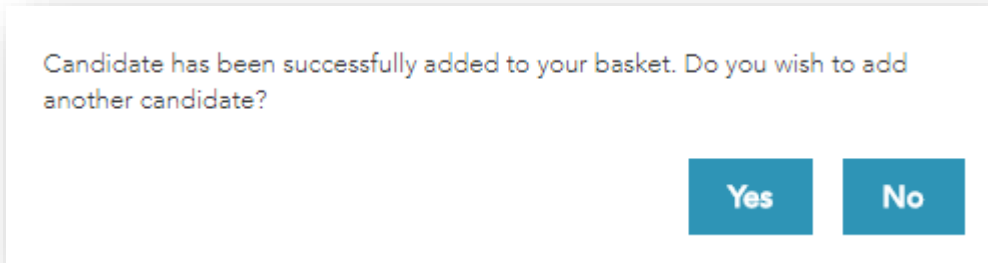 Candidate has been successfully added to your basket. Do you wish to add
another candidate?
Yes No